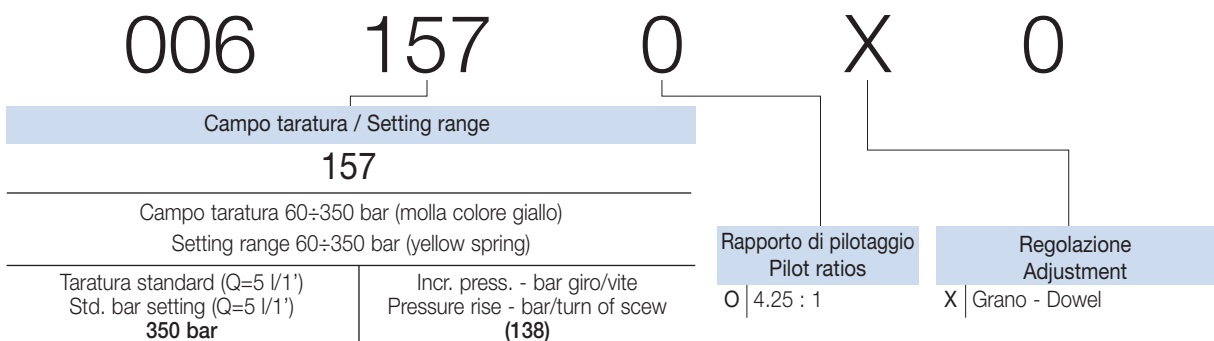 006 157 0 X 0
Campo taratura / Setting range
157
Campo taratura 60÷350 bar (molla colore giallo)
Setting range 60÷350 bar (yellow spring)
Taratura standard (Q=5 l/1')
Std. bar setting (Q=5 l/1')
350 bar
Incr. press. - bar giro/vite
Pressure rise - bar/turn of scew
(138)
Rapporto di pilotaggio
Pilot ratios
O 4.25 : 1
Regolazione
Adjustment
X Grano - Dowel